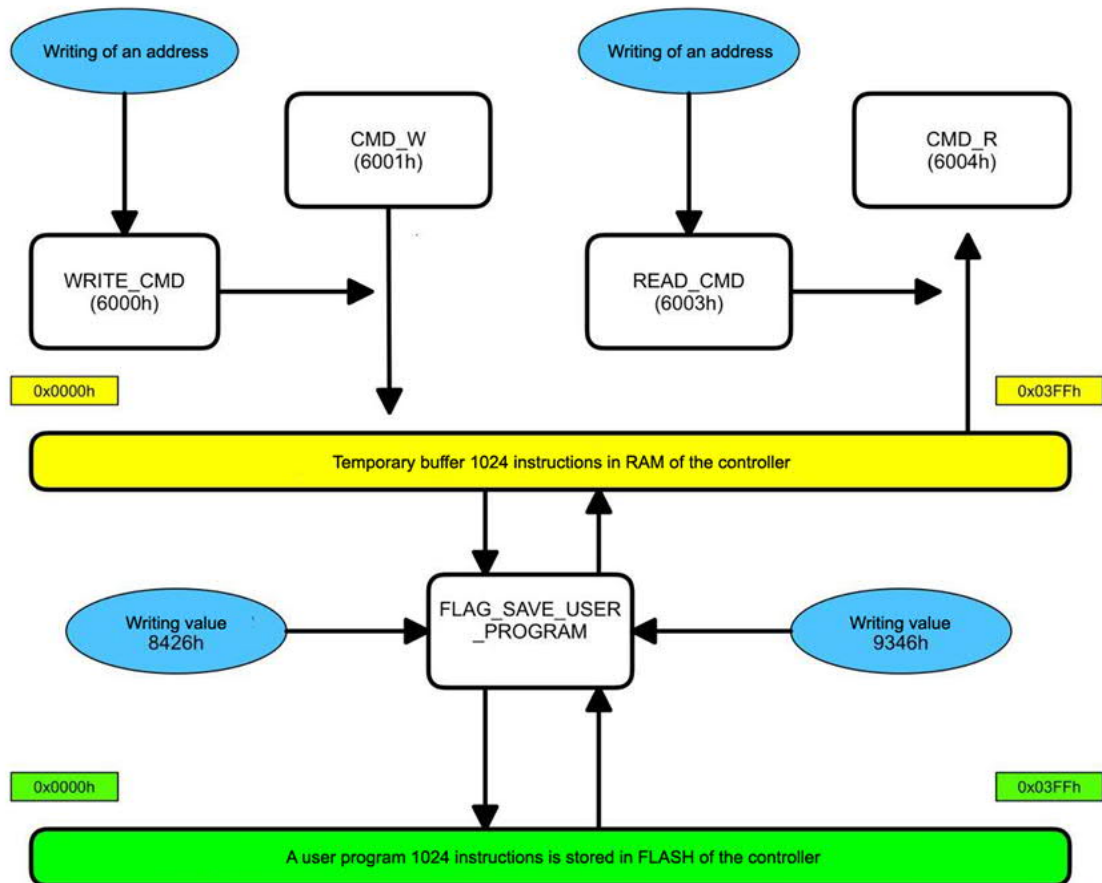 Writing of an address
Writing of an address
CMD_W
(6001h)
CMD_R
(6004h)
WRITE_CMD
(6000h)
READ_CMD
(6003h)
0x0000h
0x03FFh
Temporary buffer 1024 instructions in RAM of the controller
FLAG_SAVE_USER
_PROGRAM
Writing value
8426h
Writing value
9346h
0x0000h
0x03FFh
A user program 1024 instructions is stored in FLASH of the controller